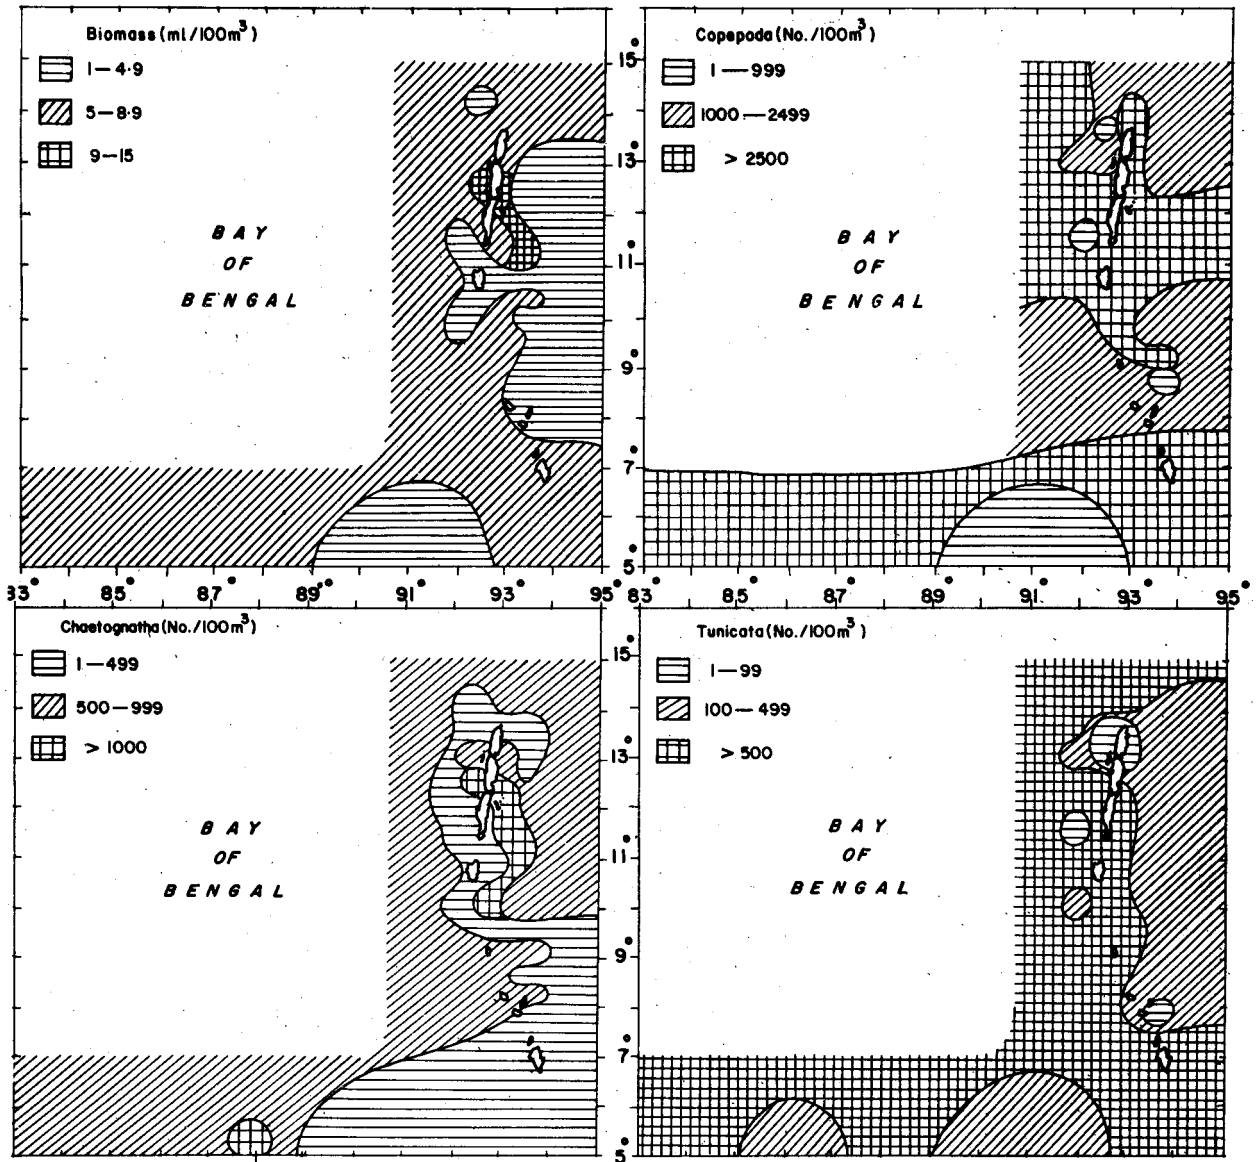 Biomass (ml/100m³)
1—4·9
5—8·9
9—15
BAY
OF
BENGAL
Copepoda (No./100m³)
1—999
1000—2499
> 2500
BAY
OF
BENGAL
15°
13°
11°
9°
7°
5°
83° 85° 87° 89° 91° 93° 95°
83° 85° 87° 89° 91° 93° 95°
Chaetognatha (No./100m³)
1—499
500—999
> 1000
BAY
OF
BENGAL
Tunicata (No./100m³)
1—99
100—499
> 500
BAY
OF
BENGAL
15°
13°
11°
9°
7°
5°